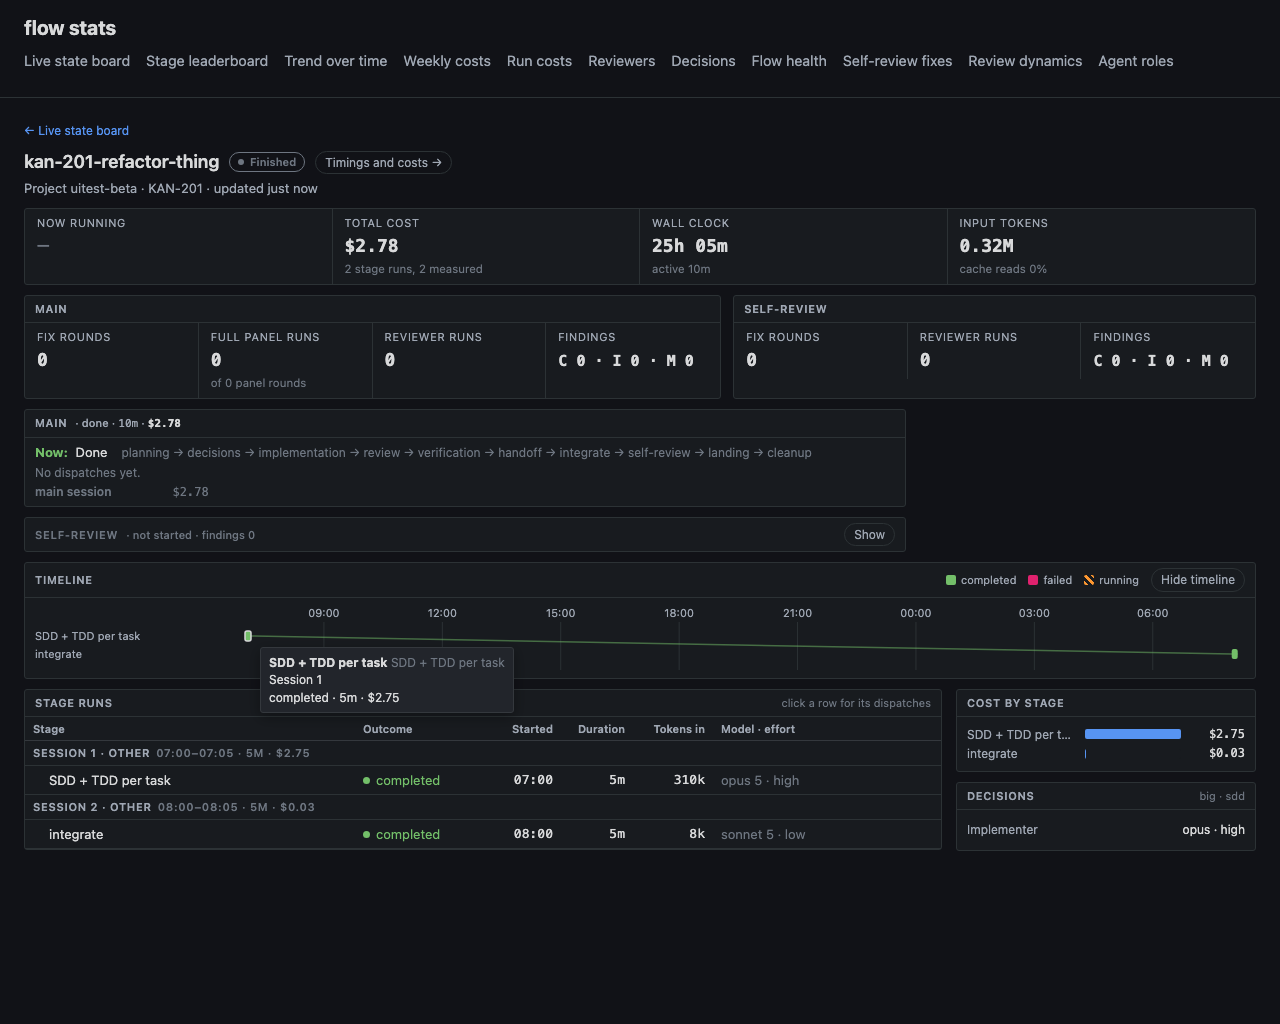 flow stats
Live state board Stage leaderboard Trend over time Weekly costs Run costs Reviewers Decisions Flow health Self-review fixes Review dynamics Agent roles
← Live state board
kan-201-refactor-thing Finished Timings and costs →
Project uitest-beta · KAN-201 · updated just now
NOW RUNNING
—
TOTAL COST
$2.78
2 stage runs, 2 measured
WALL CLOCK
25h 05m
active 10m
INPUT TOKENS
0.32M
cache reads 0%
MAIN
FIX ROUNDS
0
FULL PANEL RUNS
0
of 0 panel rounds
REVIEWER RUNS
0
FINDINGS
C 0 · I 0 · M 0
SELF-REVIEW
FIX ROUNDS
0
REVIEWER RUNS
0
FINDINGS
C 0 · I 0 · M 0
MAIN · done · 10m · $2.78
Now: Done planning → decisions → implementation → review → verification → handoff → integrate → self-review → landing → cleanup
No dispatches yet.
main session $2.78
SELF-REVIEW · not started · findings 0 Show
TIMELINE completed failed running Hide timeline
09:00 12:00 15:00 18:00 21:00 00:00 03:00 06:00
SDD + TDD per task
integrate
SDD + TDD per task SDD + TDD per task
Session 1
completed · 5m · $2.75
STAGE RUNS click a row for its dispatches
Stage Outcome Started Duration Tokens in Model · effort
SESSION 1 · OTHER 07:00–07:05 · 5M · $2.75
SDD + TDD per task completed 07:00 5m 310k opus 5 · high
SESSION 2 · OTHER 08:00–08:05 · 5M · $0.03
integrate completed 08:00 5m 8k sonnet 5 · low
COST BY STAGE
SDD + TDD per t... $2.75
integrate $0.03
DECISIONS big · sdd
Implementer opus · high